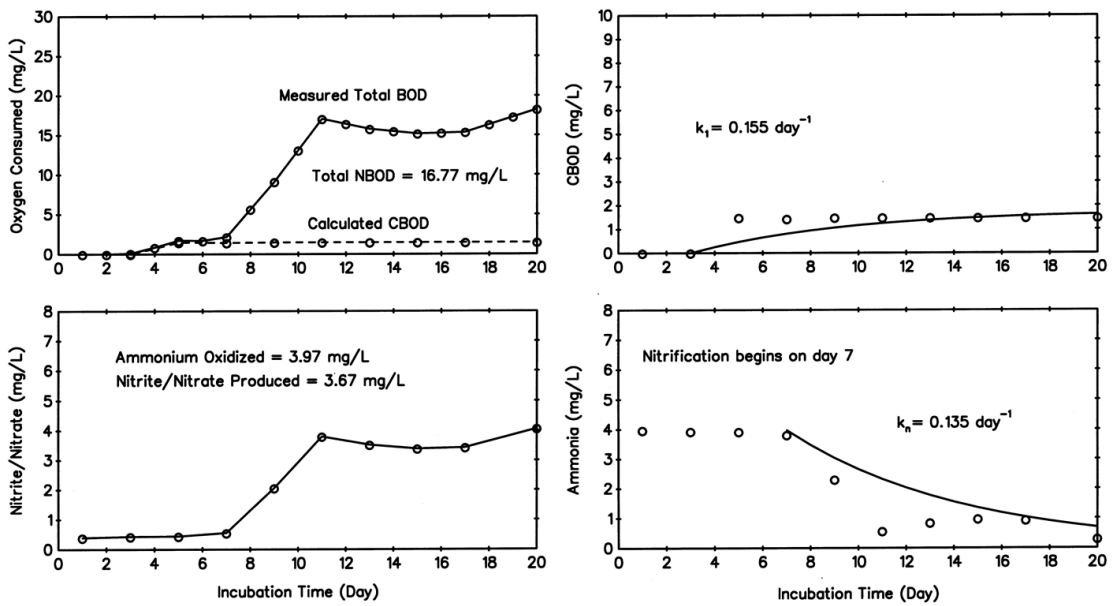 30
25
20
15
10
5
0
Oxygen Consumed (mg/L)
Measured Total BOD
Total NBOD = 16.77 mg/L
Calculated CBOD
0 2 4 6 8 10 12 14 16 18 20
10
9
8
7
6
5
4
3
2
1
0
CBOD (mg/L)
k₁= 0.155 day⁻¹
0 2 4 6 8 10 12 14 16 18 20
8
7
6
5
4
3
2
1
0
Nitrite/Nitrate (mg/L)
Ammonium Oxidized = 3.97 mg/L
Nitrite/Nitrate Produced = 3.67 mg/L
0 2 4 6 8 10 12 14 16 18 20
Incubation Time (Day)
8
7
6
5
4
3
2
1
0
Ammonia (mg/L)
Nitrification begins on day 7
kₙ= 0.135 day⁻¹
0 2 4 6 8 10 12 14 16 18 20
Incubation Time (Day)